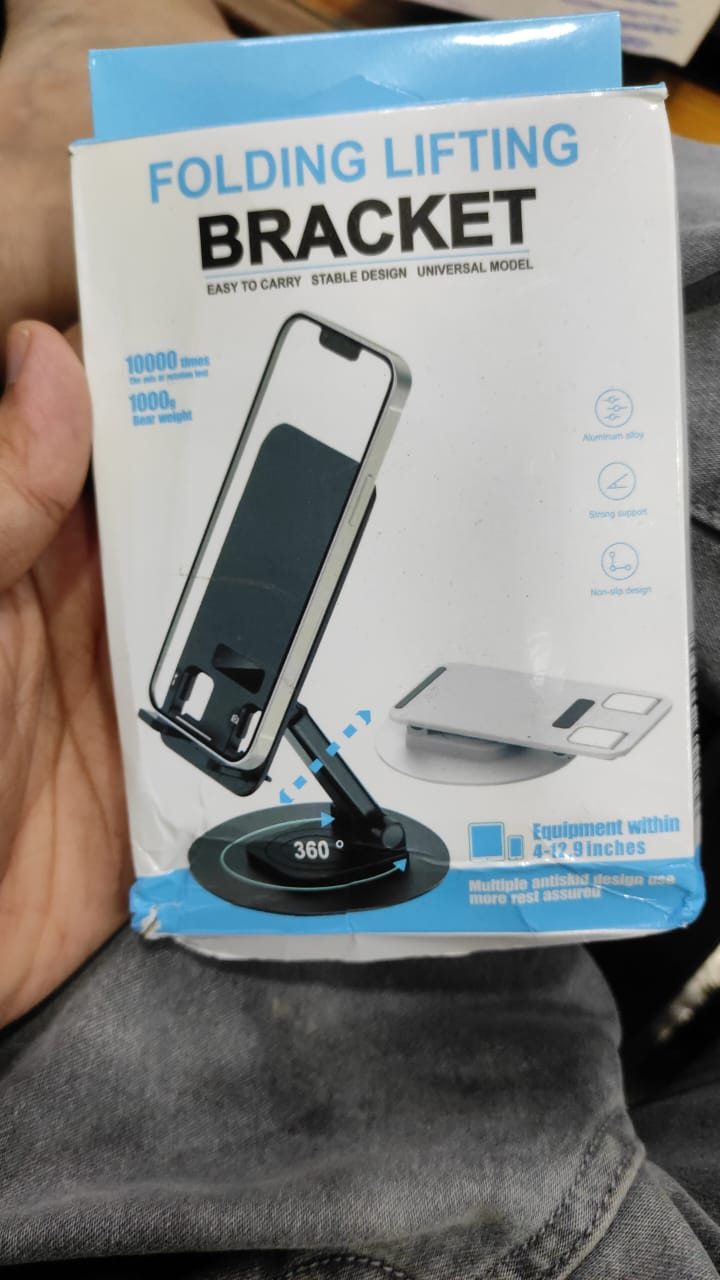 FOLDING LIFTING
BRACKET
EASY TO CARRY STABLE DESIGN UNIVERSAL MODEL
10000 times
1000g
Bear weight
Aluminum alloy
Strong support
Non-slip design
360°
Equipment within
4-12.9 inches
Multiple antiskid design use
more rest assured